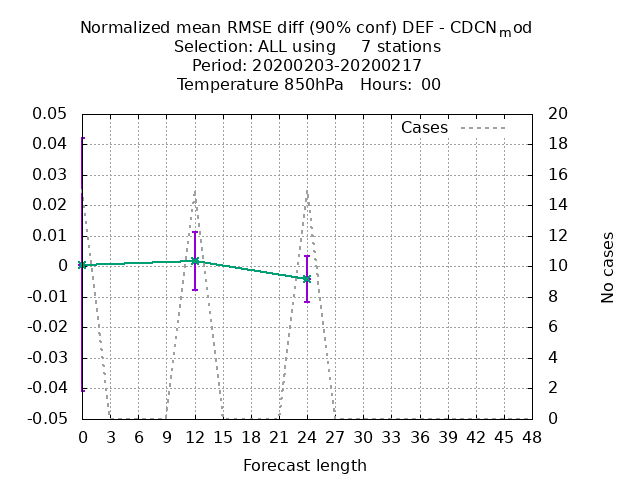 Normalized mean RMSE diff (90% conf) DEF - CDCNmod
Selection: ALL using 7 stations
Period: 20200203-20200217
Temperature 850hPa Hours: 00
Cases
0.05
0.04
0.03
0.02
0.01
0
-0.01
-0.02
-0.03
-0.04
-0.05
20
18
16
14
12
10
8
6
4
2
0
No cases
0 3 6 9 12 15 18 21 24 27 30 33 36 39 42 45 48
Forecast length